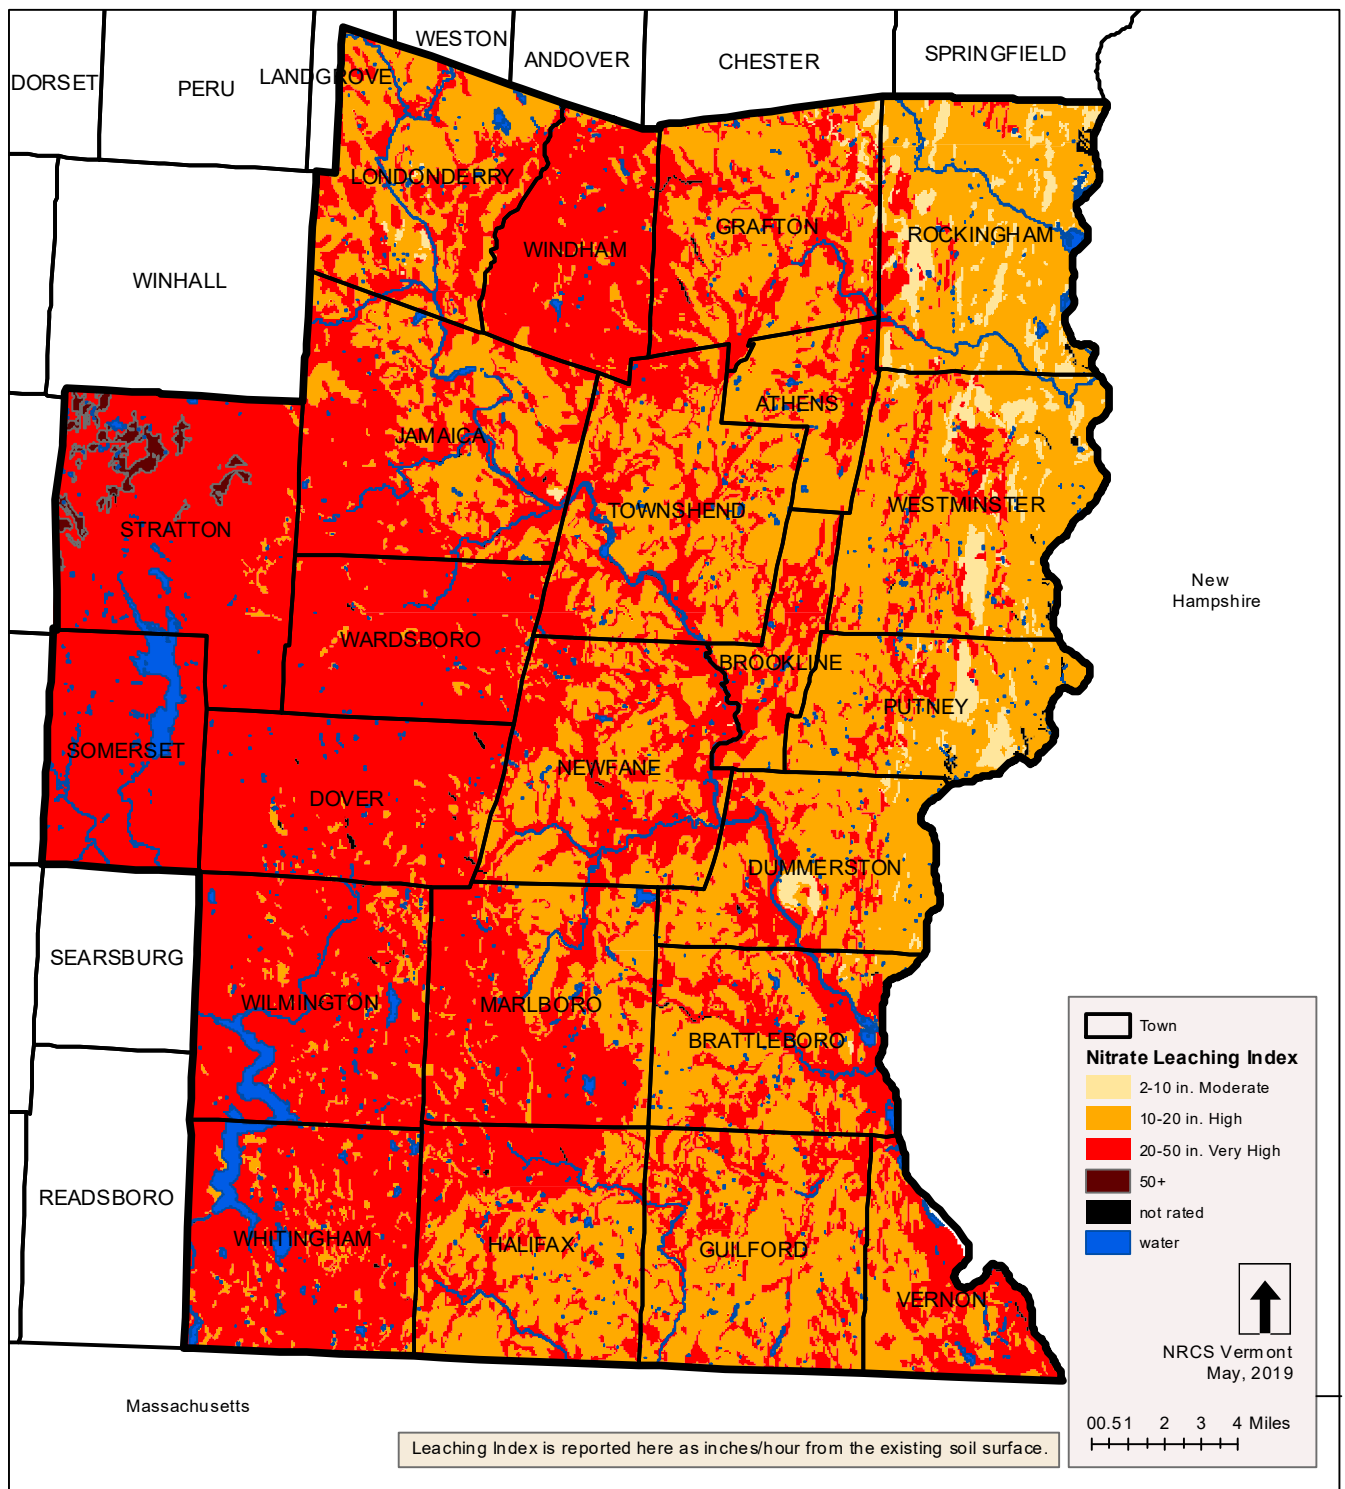 WESTON
ANDOVER
CHESTER
SPRINGFIELD
DORSET
PERU
LANDGROVE
LONDONDERRY
WINDHAM
GRAFTON
ROCKINGHAM
WINHALL
ATHENS
JAMAICA
STRATTON
TOWNSHEND
WESTMINSTER
New
Hampshire
WARDSBORO
BROOKLINE
PUTNEY
SOMERSET
NEWFANE
DOVER
DUMMERSTON
SEARSBURG
WILMINGTON
MARLBORO
BRATTLEBORO
READSBORO
WHITINGHAM
HALIFAX
GUILFORD
VERNON
Massachusetts
Town
Nitrate Leaching Index
2-10 in. Moderate
10-20 in. High
20-50 in. Very High
50+
not rated
water
NRCS Vermont
May, 2019
00.51 2 3 4 Miles
Leaching Index is reported here as inches/hour from the existing soil surface.